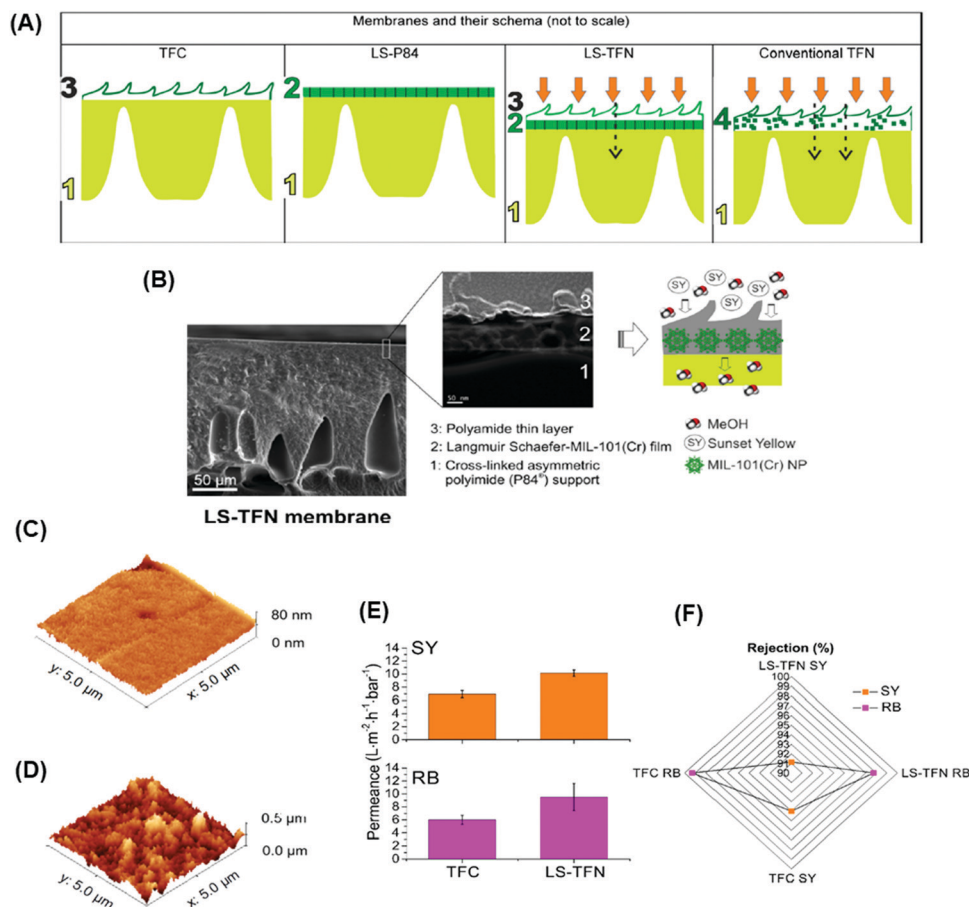 (A)
Membranes and their schema (not to scale)
TFC
LS-P84
LS-TFN
Conventional TFN
3
1
2
1
3
2
1
4
1
(B)
50 µm
LS-TFN membrane
3
2
1
50 nm
3: Polyamide thin layer
2: Langmuir Schaefer-MIL-101(Cr) film
1: Cross-linked asymmetric
polyimide (P84®) support
SY
SY
SY
SY
MeOH
SY Sunset Yellow
MIL-101(Cr) NP
(C)
80 nm
0 nm
y: 5.0 µm
x: 5.0 µm
(D)
0.5 µm
0.0 µm
y: 5.0 µm
x: 5.0 µm
(E)
Permeance (L·m-2·h-1·bar-1)
SY
14
12
10
8
6
4
2
0
RB
14
12
10
8
6
4
2
0
TFC
LS-TFN
(F)
Rejection (%)
LS-TFN SY
100
99
98
97
96
95
94
93
92
91
90
SY
RB
TFC RB
LS-TFN RB
TFC SY